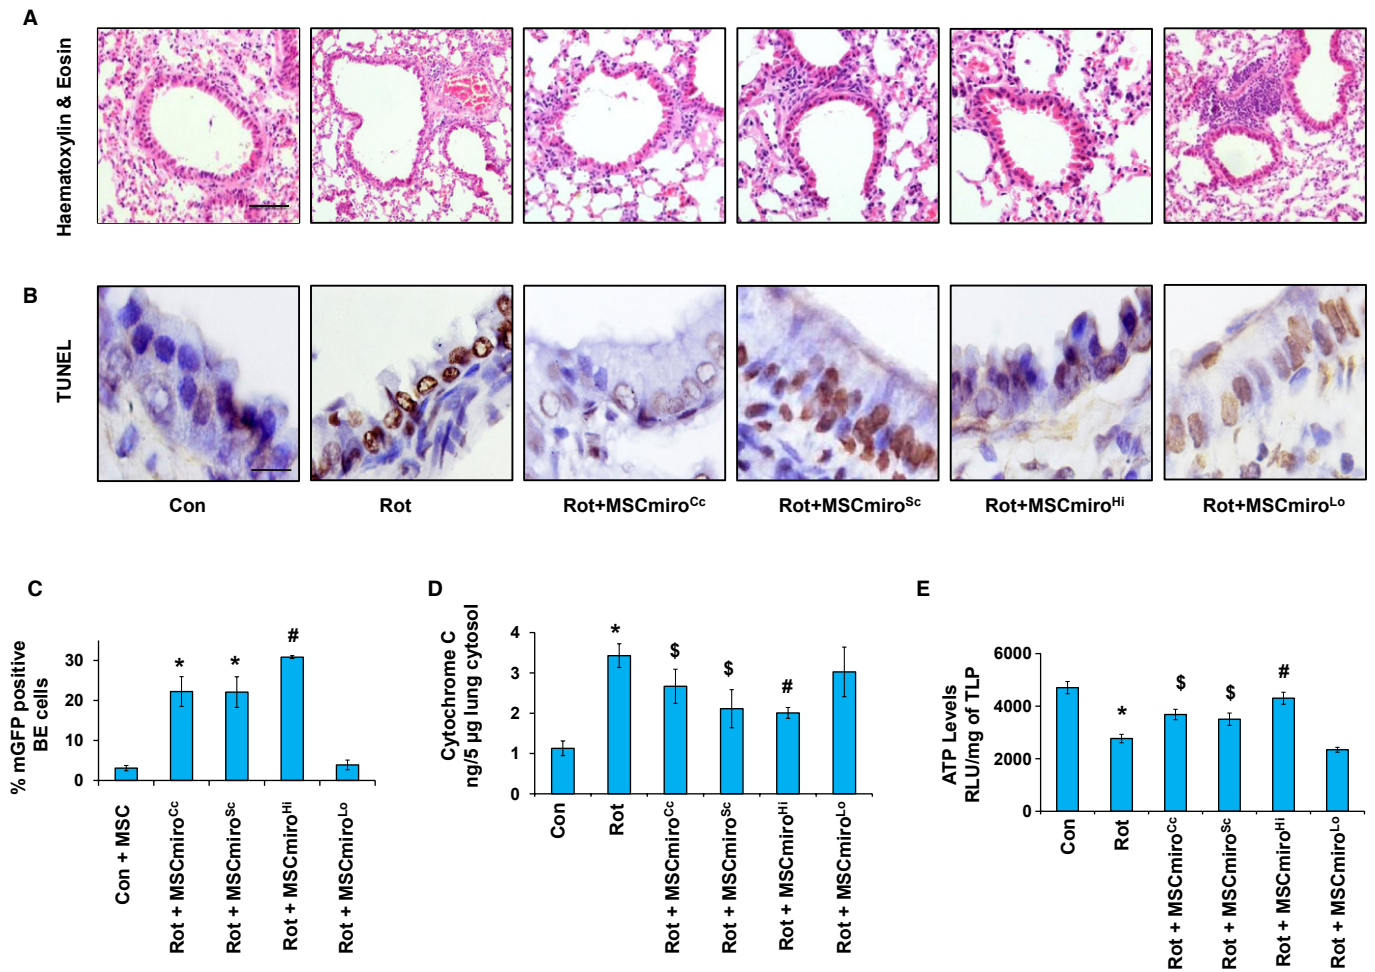 A
Haematoxylin & Eosin
B
TUNEL
Con
Rot
Rot+MSCmiroCc
Rot+MSCmiroSc
Rot+MSCmiroHi
Rot+MSCmiroLo
C
% mGFP positive
BE cells
30
20
10
0
*
*
#
Con + MSC
Rot + MSCmiroCc
Rot + MSCmiroSc
Rot + MSCmiroHi
Rot + MSCmiroLo
D
Cytochrome C
ng/5 µg lung cytosol
4
3
2
1
0
*
$
$
#
Con
Rot
Rot + MSCmiroCc
Rot + MSCmiroSc
Rot + MSCmiroHi
Rot + MSCmiroLo
E
ATP Levels
RLU/mg of TLP
6000
4000
2000
0
*
$
$
#
Con
Rot
Rot + MSCmiroCc
Rot + MSCmiroSc
Rot + MSCmiroHi
Rot + MSCmiroLo